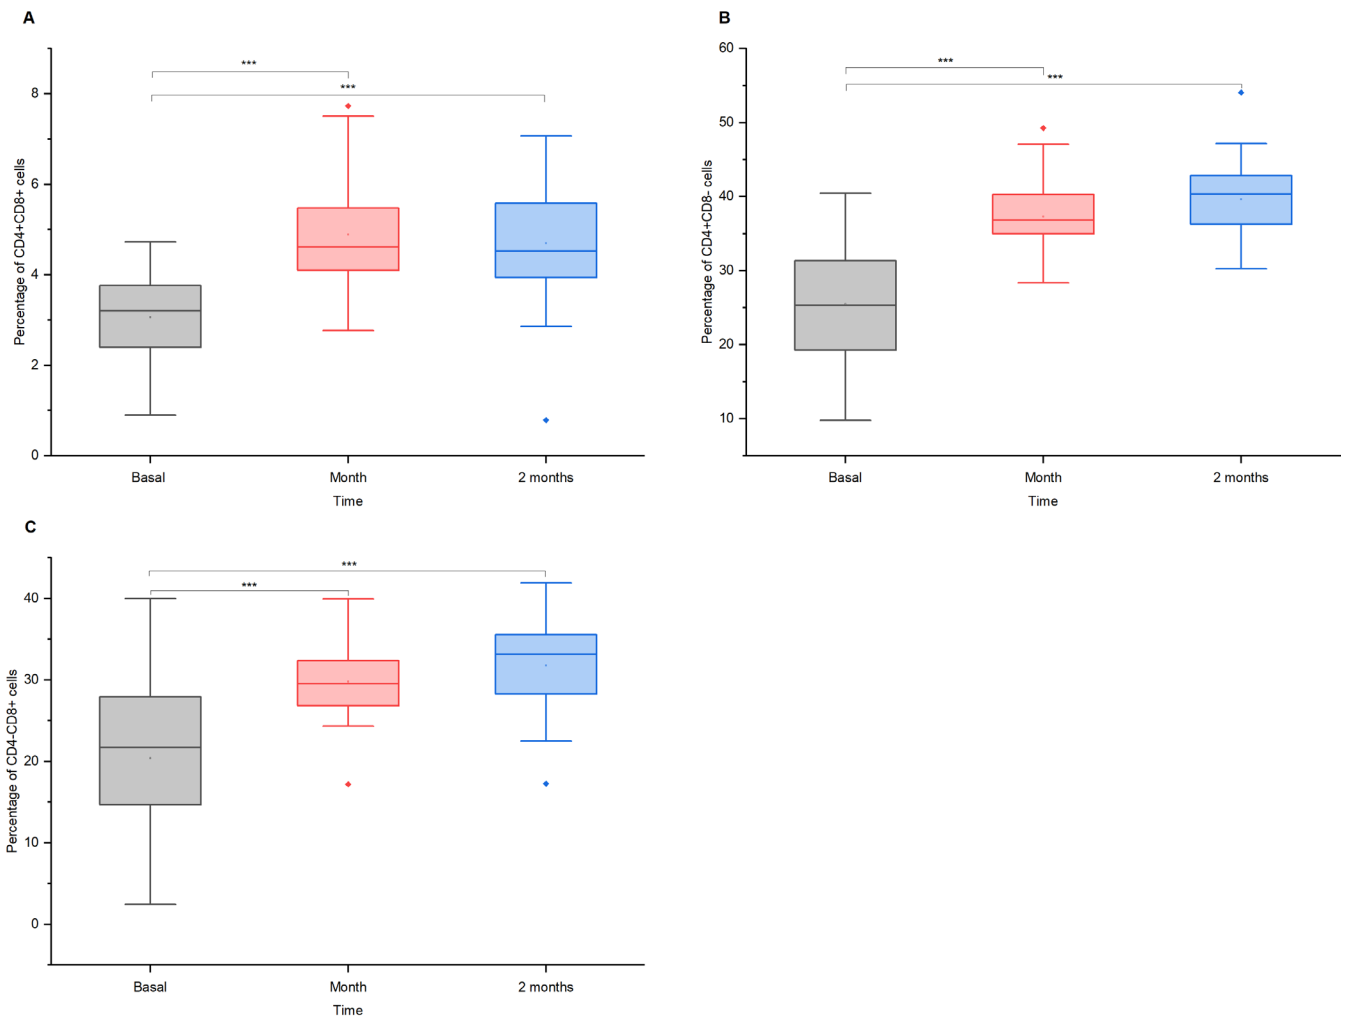 A
***
***
8
6
4
2
0
Percentage of CD4+CD8+ cells
Basal
Month
2 months
Time
B
***
***
60
50
40
30
20
10
Percentage of CD4+CD8- cells
Basal
Month
2 months
Time
C
***
***
40
30
20
10
0
Percentage of CD4-CD8+ cells
Basal
Month
2 months
Time